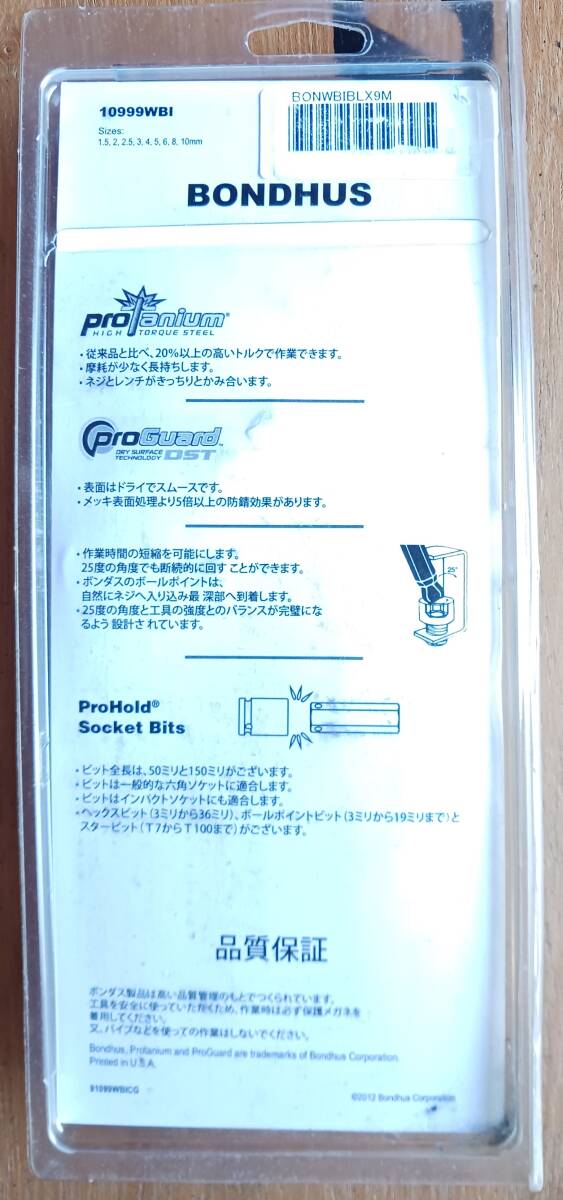 10999WBI
Sizes:
1.5, 2, 2.5, 3, 4, 5, 6, 8, 10mm
BONWBIBLX9M
BONDHUS
proTanium®
HIGH TORQUE STEEL
・従来品と比べ、20%以上の高いトルクで作業できます。
・摩耗が少なく長持ちします。
・ネジとレンチがきっちりとかみ合います。
ProGuard™
DRY SURFACE
TECHNOLOGY DST
・表面はドライでスムースです。
・メッキ表面処理より5倍以上の防錆効果があります。
・作業時間の短縮を可能にします。
25度の角度でも断続的に回すことができます。
・ボンダスのボールポイントは、
自然にネジへ入り込み最 深部へ到着します。
・25度の角度と工具の強度とのバランスが完璧にな
るよう設計されています。
25°
ProHold®
Socket Bits
・ビット全長は、50ミリと150ミリがございます。
・ビットは一般的な六角ソケットに適合します。
・ビットはインパクトソケットにも適合します。
・ヘックスビット(3ミリから36ミリ)、ボールポイントビット(3ミリから19ミリまで)と
スタービット(T7からT100まで)がございます。
品質保証
ボンダス製品は高い品質管理のもとでつくられています。
工具を安全に使っていただくため、作業時は必ず保護メガネを
着用してください。
又、パイプなどを使っての作業はしないでください。
Bondhus, Protanium and ProGuard are trademarks of Bondhus Corporation.
Printed in U.S.A.
91099WBICG
©2012 Bondhus Corporation